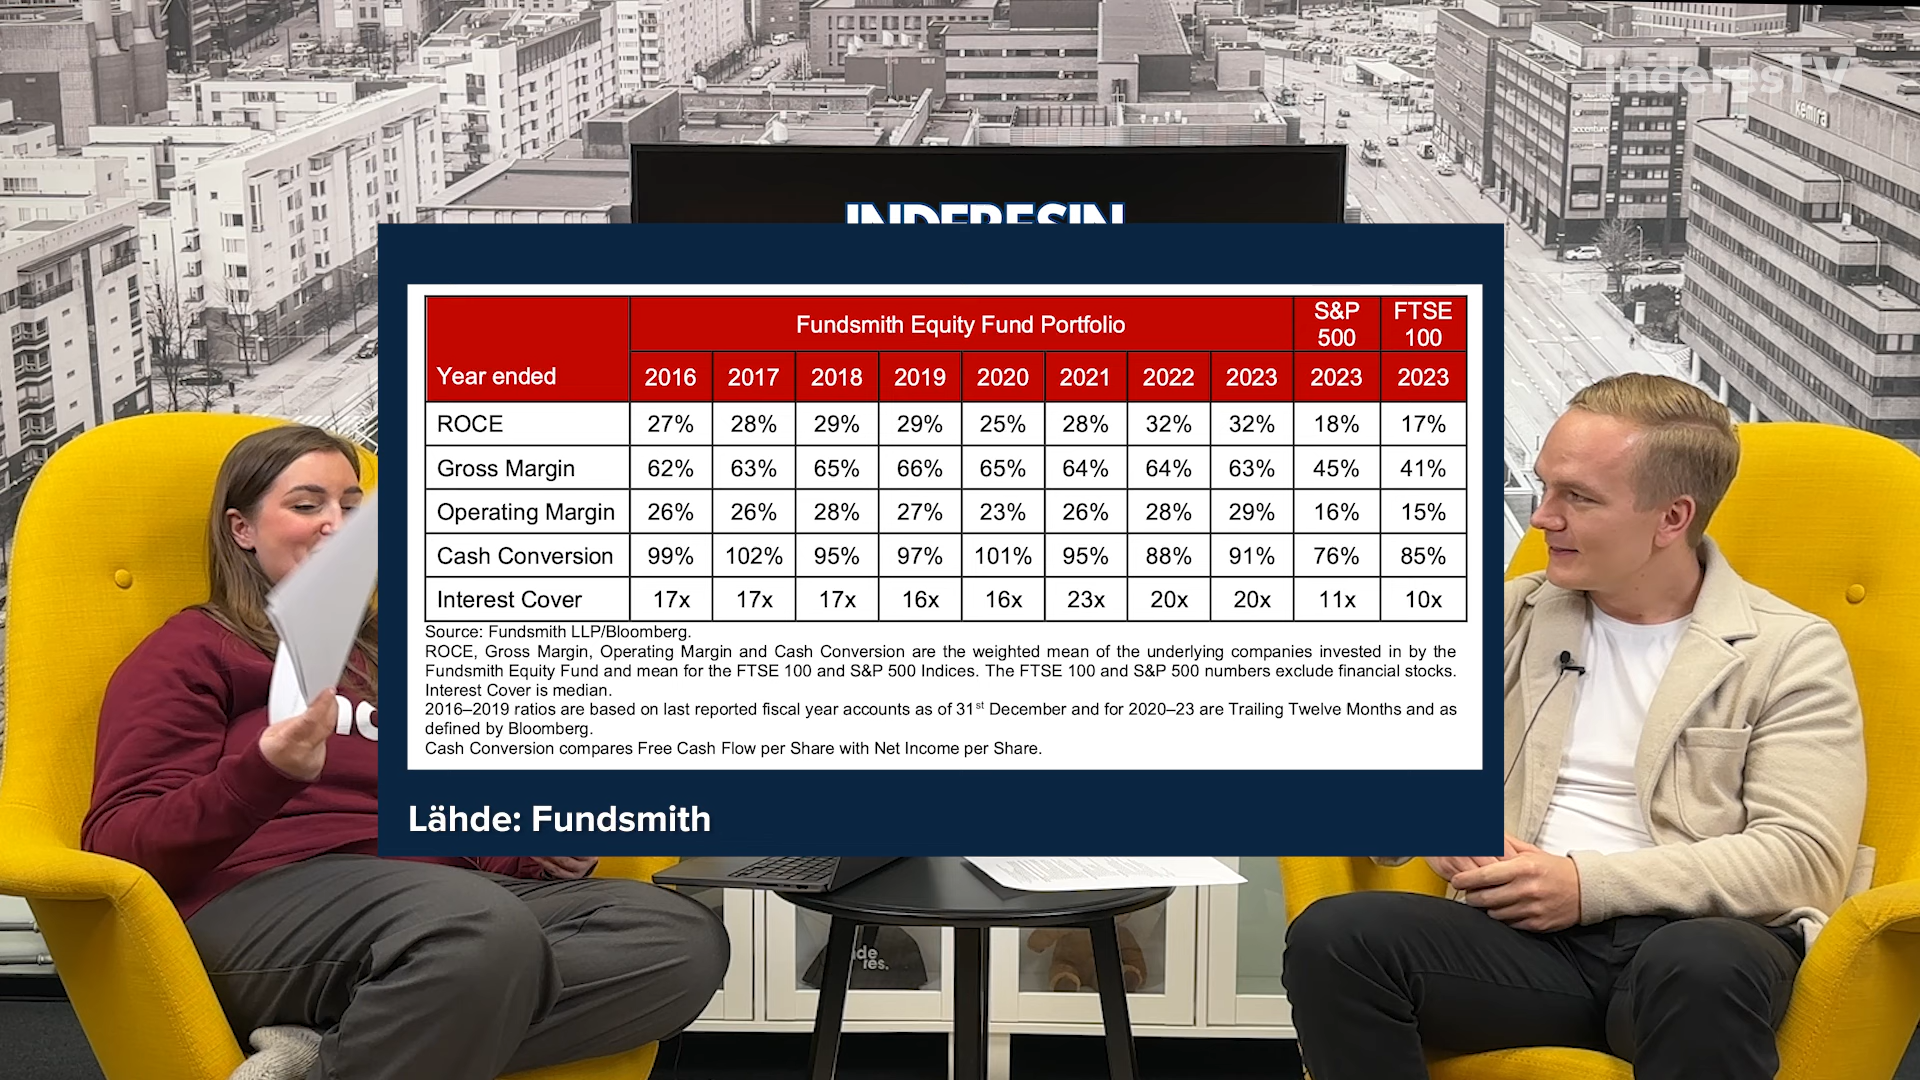 inderesTV
kemira
accenture
INDERESIN
Fundsmith Equity Fund Portfolio S&P 500 FTSE 100
Year ended 2016 2017 2018 2019 2020 2021 2022 2023 2023 2023
ROCE 27% 28% 29% 29% 25% 28% 32% 32% 18% 17%
Gross Margin 62% 63% 65% 66% 65% 64% 64% 63% 45% 41%
Operating Margin 26% 26% 28% 27% 23% 26% 28% 29% 16% 15%
Cash Conversion 99% 102% 95% 97% 101% 95% 88% 91% 76% 85%
Interest Cover 17x 17x 17x 16x 16x 23x 20x 20x 11x 10x
Source: Fundsmith LLP/Bloomberg.
ROCE, Gross Margin, Operating Margin and Cash Conversion are the weighted mean of the underlying companies invested in by the
Fundsmith Equity Fund and mean for the FTSE 100 and S&P 500 Indices. The FTSE 100 and S&P 500 numbers exclude financial stocks.
Interest Cover is median.
2016–2019 ratios are based on last reported fiscal year accounts as of 31st December and for 2020–23 are Trailing Twelve Months and as
defined by Bloomberg.
Cash Conversion compares Free Cash Flow per Share with Net Income per Share.
Lähde: Fundsmith
de
res.